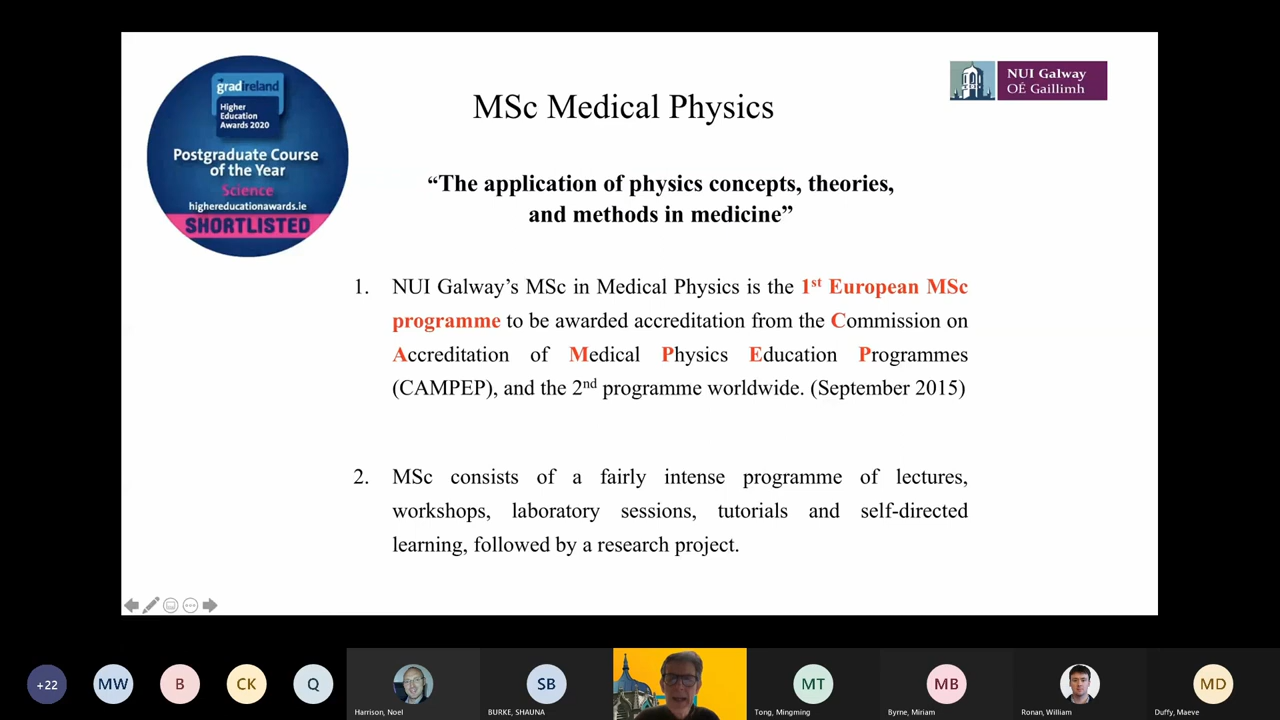 gradireland
Higher
Education
Awards 2020
Postgraduate Course
of the Year
Science
highereducationawards.ie
SHORTLISTED
MSc Medical Physics
NUI Galway
OÉ Gaillimh
“The application of physics concepts, theories,
and methods in medicine”
1. NUI Galway’s MSc in Medical Physics is the 1st European MSc
programme to be awarded accreditation from the Commission on
Accreditation of Medical Physics Education Programmes
(CAMPEP), and the 2nd programme worldwide. (September 2015)
2. MSc consists of a fairly intense programme of lectures,
workshops, laboratory sessions, tutorials and self-directed
learning, followed by a research project.
+22
MW
B
CK
Q
Harrison, Noel
SB
BURKE, SHAUNA
MT
Tong, Mingming
MB
Byrne, Miriam
Ronan, William
MD
Duffy, Maeve